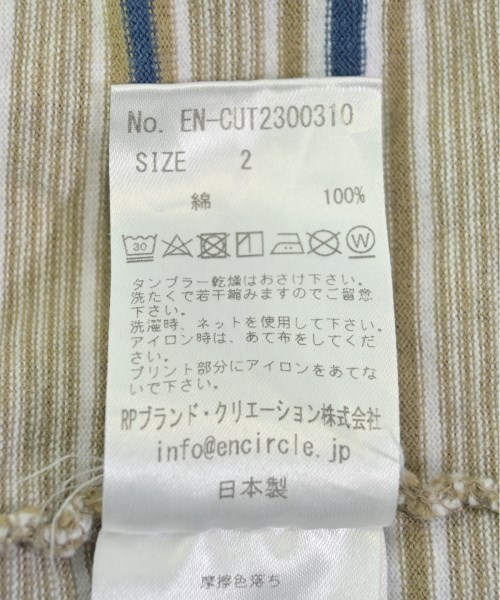 No. EN-CUT2300310
SIZE 2
綿 100%
30 W
タンブラー乾燥はおさけ下さい。
洗たくで若干縮みますのでご留意
下さい。
洗濯時、ネットを使用して下さい。
アイロン時は、あて布をしてくだ
さい。
プリント部分にアイロンをあてな
いで下さい。
RPブランド・クリエーション株式会社
info@encircle.jp
日本製
摩擦色落ち